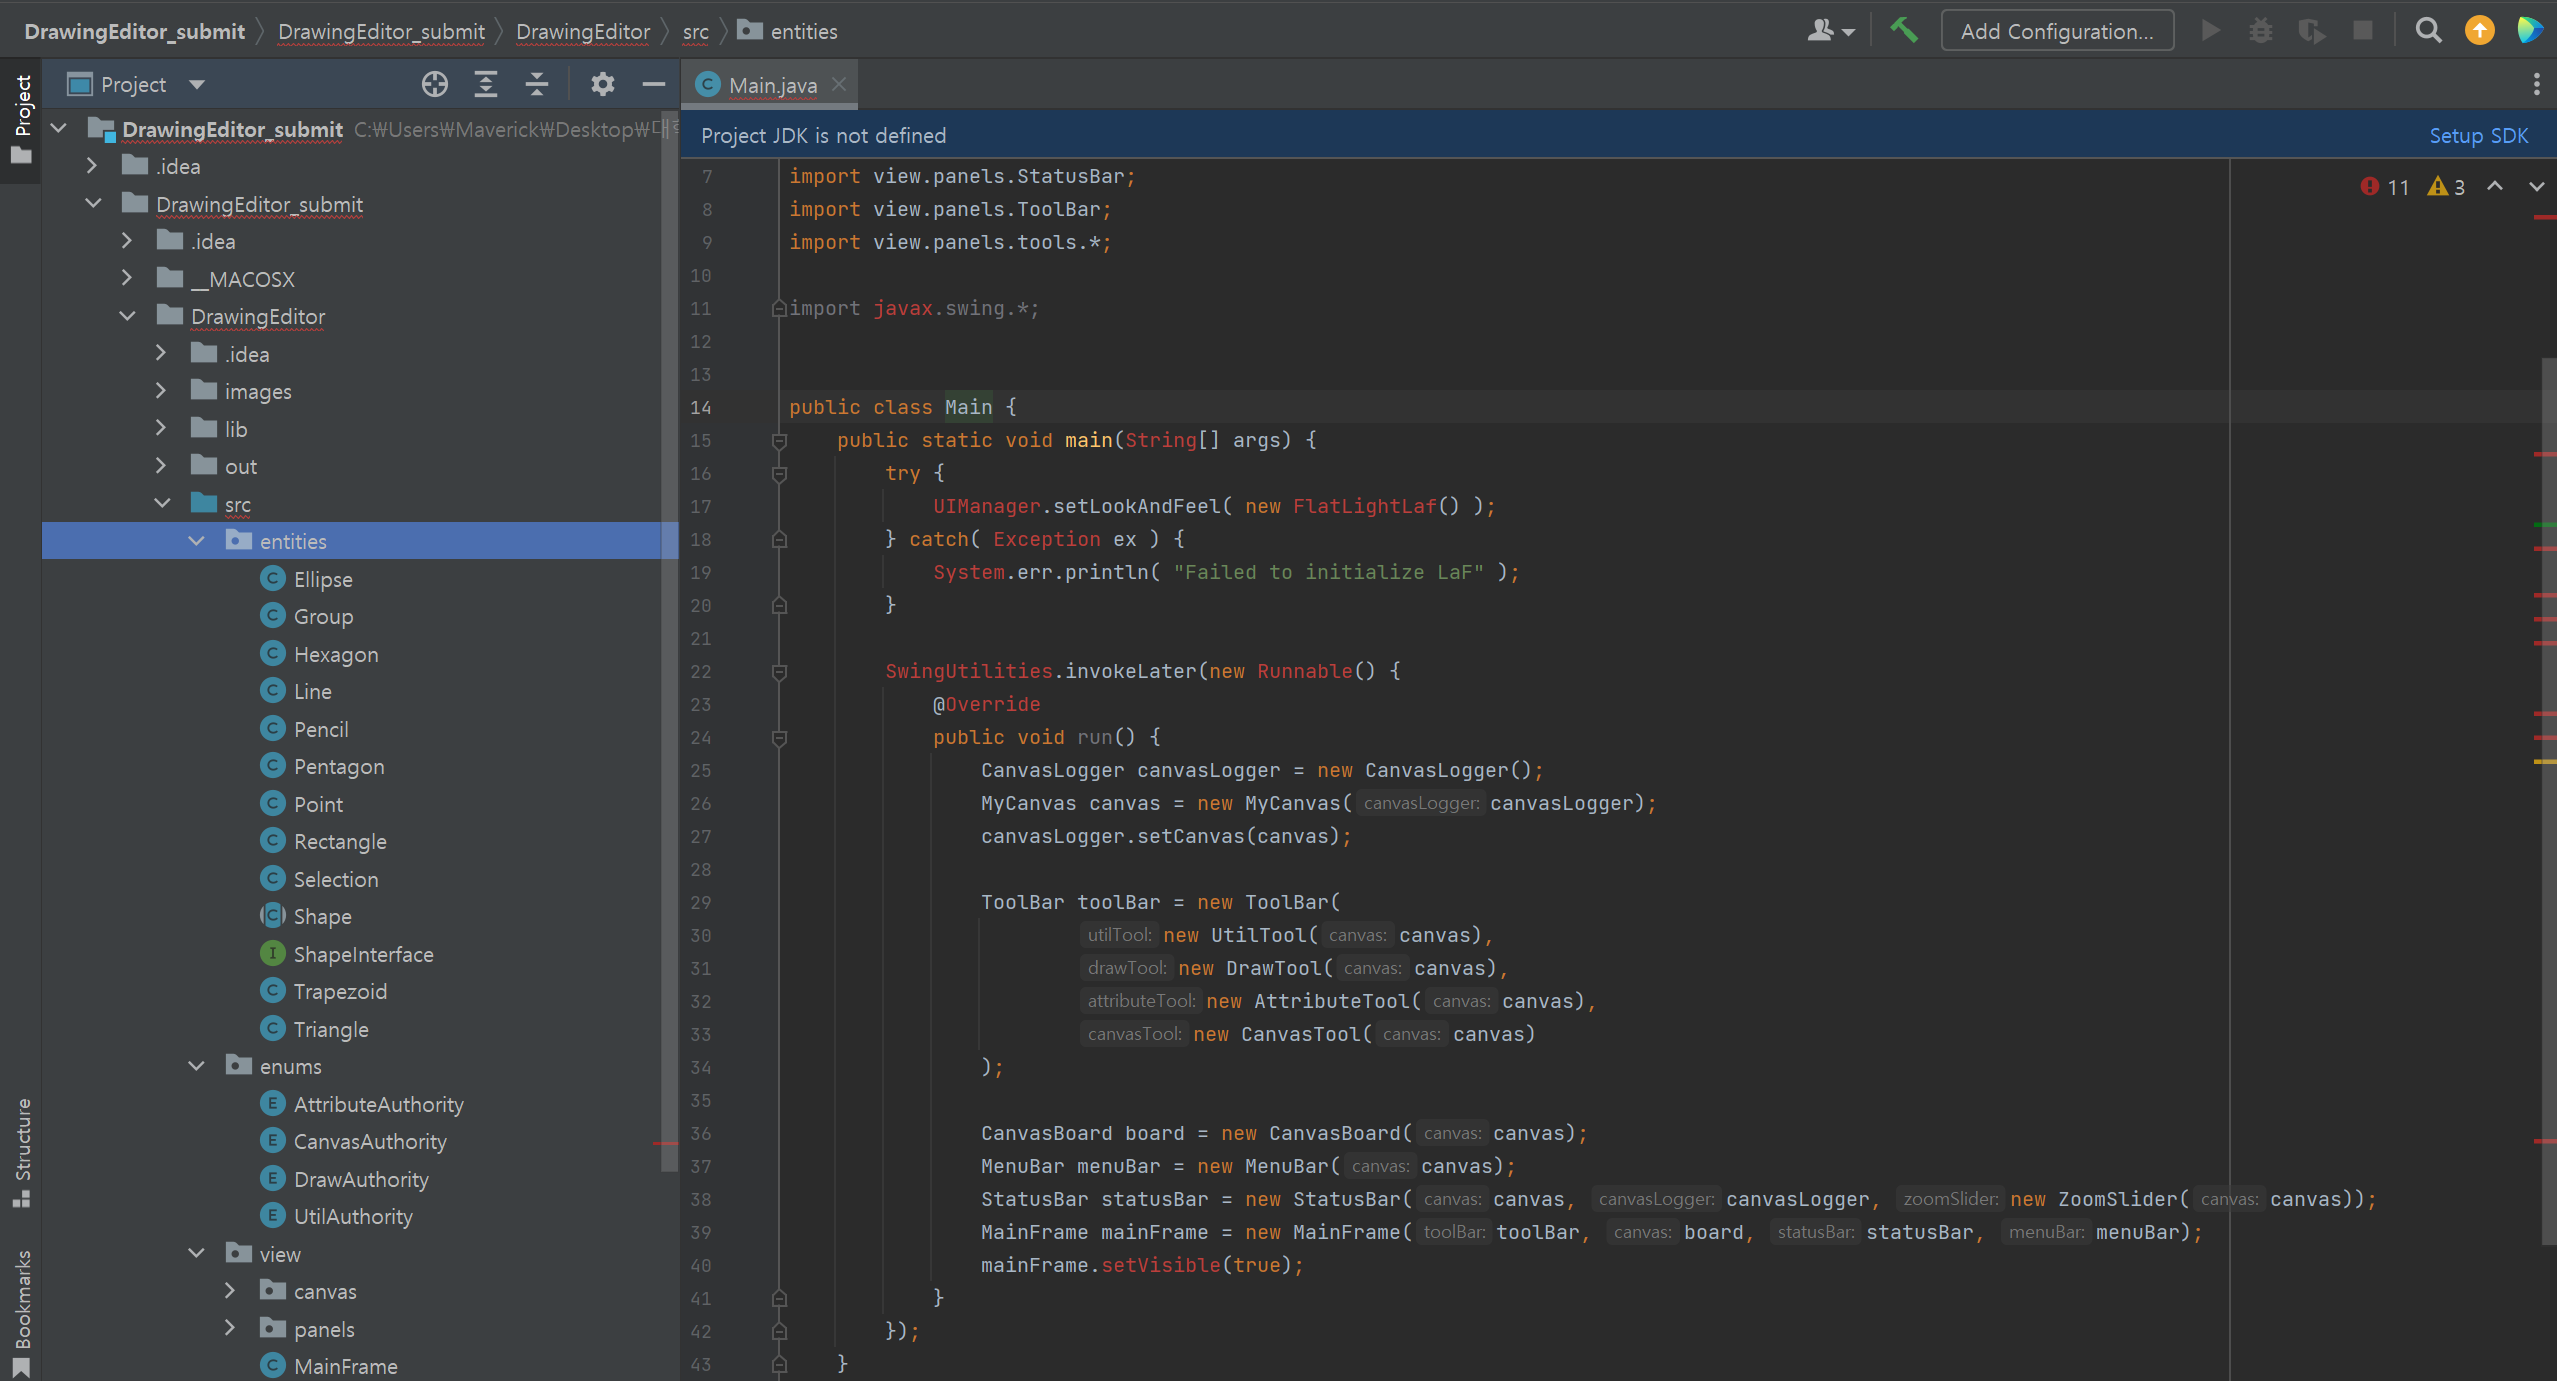 DrawingEditor_submit DrawingEditor_submit DrawingEditor src entities Add Configuration...
Project
Project
Main.java
DrawingEditor_submit C:￦Users￦Maverick￦Desktop￦
.idea
DrawingEditor_submit
.idea
__MACOSX
DrawingEditor
.idea
images
lib
out
src
entities
Ellipse
Group
Hexagon
Line
Pencil
Pentagon
Point
Rectangle
Selection
Shape
ShapeInterface
Trapezoid
Triangle
enums
AttributeAuthority
CanvasAuthority
DrawAuthority
UtilAuthority
view
canvas
panels
MainFrame
Structure
Bookmarks
Project JDK is not defined Setup SDK
11 3
7 import view.panels.StatusBar;
8 import view.panels.ToolBar;
9 import view.panels.tools.*;
10
11 import javax.swing.*;
12
13
14 public class Main {
15 public static void main(String[] args) {
16 try {
17 UIManager.setLookAndFeel( new FlatLightLaf() );
18 } catch( Exception ex ) {
19 System.err.println( "Failed to initialize LaF" );
20 }
21
22 SwingUtilities.invokeLater(new Runnable() {
23 @Override
24 public void run() {
25 CanvasLogger canvasLogger = new CanvasLogger();
26 MyCanvas canvas = new MyCanvas( canvasLogger: canvasLogger);
27 canvasLogger.setCanvas(canvas);
28
29 ToolBar toolBar = new ToolBar(
30 utilTool: new UtilTool( canvas: canvas),
31 drawTool: new DrawTool( canvas: canvas),
32 attributeTool: new AttributeTool( canvas: canvas),
33 canvasTool: new CanvasTool( canvas: canvas)
34 );
35
36 CanvasBoard board = new CanvasBoard( canvas: canvas);
37 MenuBar menuBar = new MenuBar( canvas: canvas);
38 StatusBar statusBar = new StatusBar( canvas: canvas, canvasLogger: canvasLogger, zoomSlider: new ZoomSlider( canvas: canvas));
39 MainFrame mainFrame = new MainFrame( toolBar: toolBar, canvas: board, statusBar: statusBar, menuBar: menuBar);
40 mainFrame.setVisible(true);
41 }
42 });
43 }